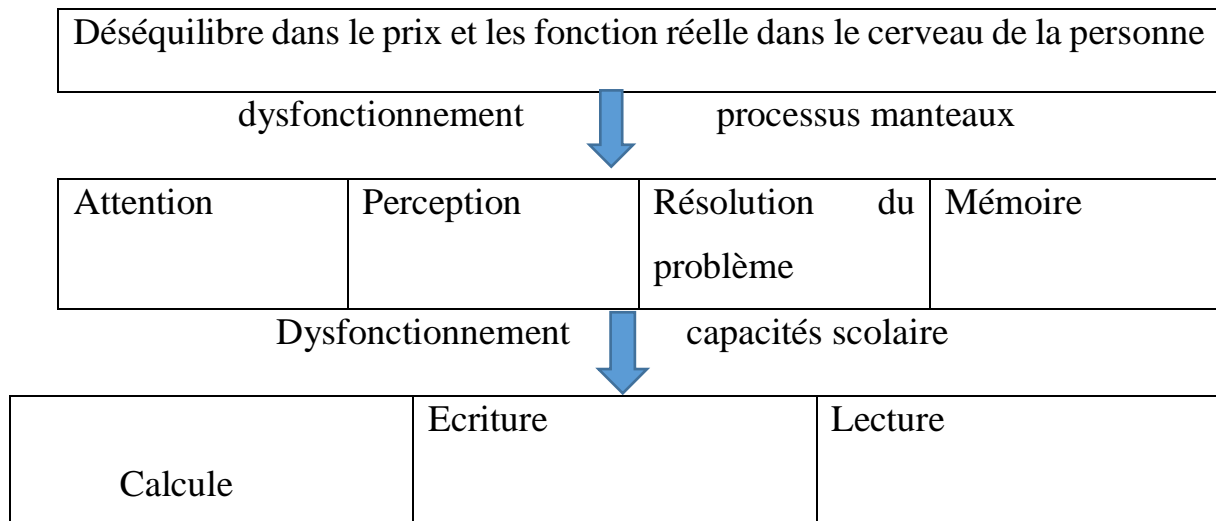 Déséquilibre dans le prix et les fonction réelle dans le cerveau de la personne
dysfonctionnement processus manteaux
Attention Perception Résolution du Mémoire
problème
Dysfonctionnement capacités scolaire
Ecriture Lecture
Calcule